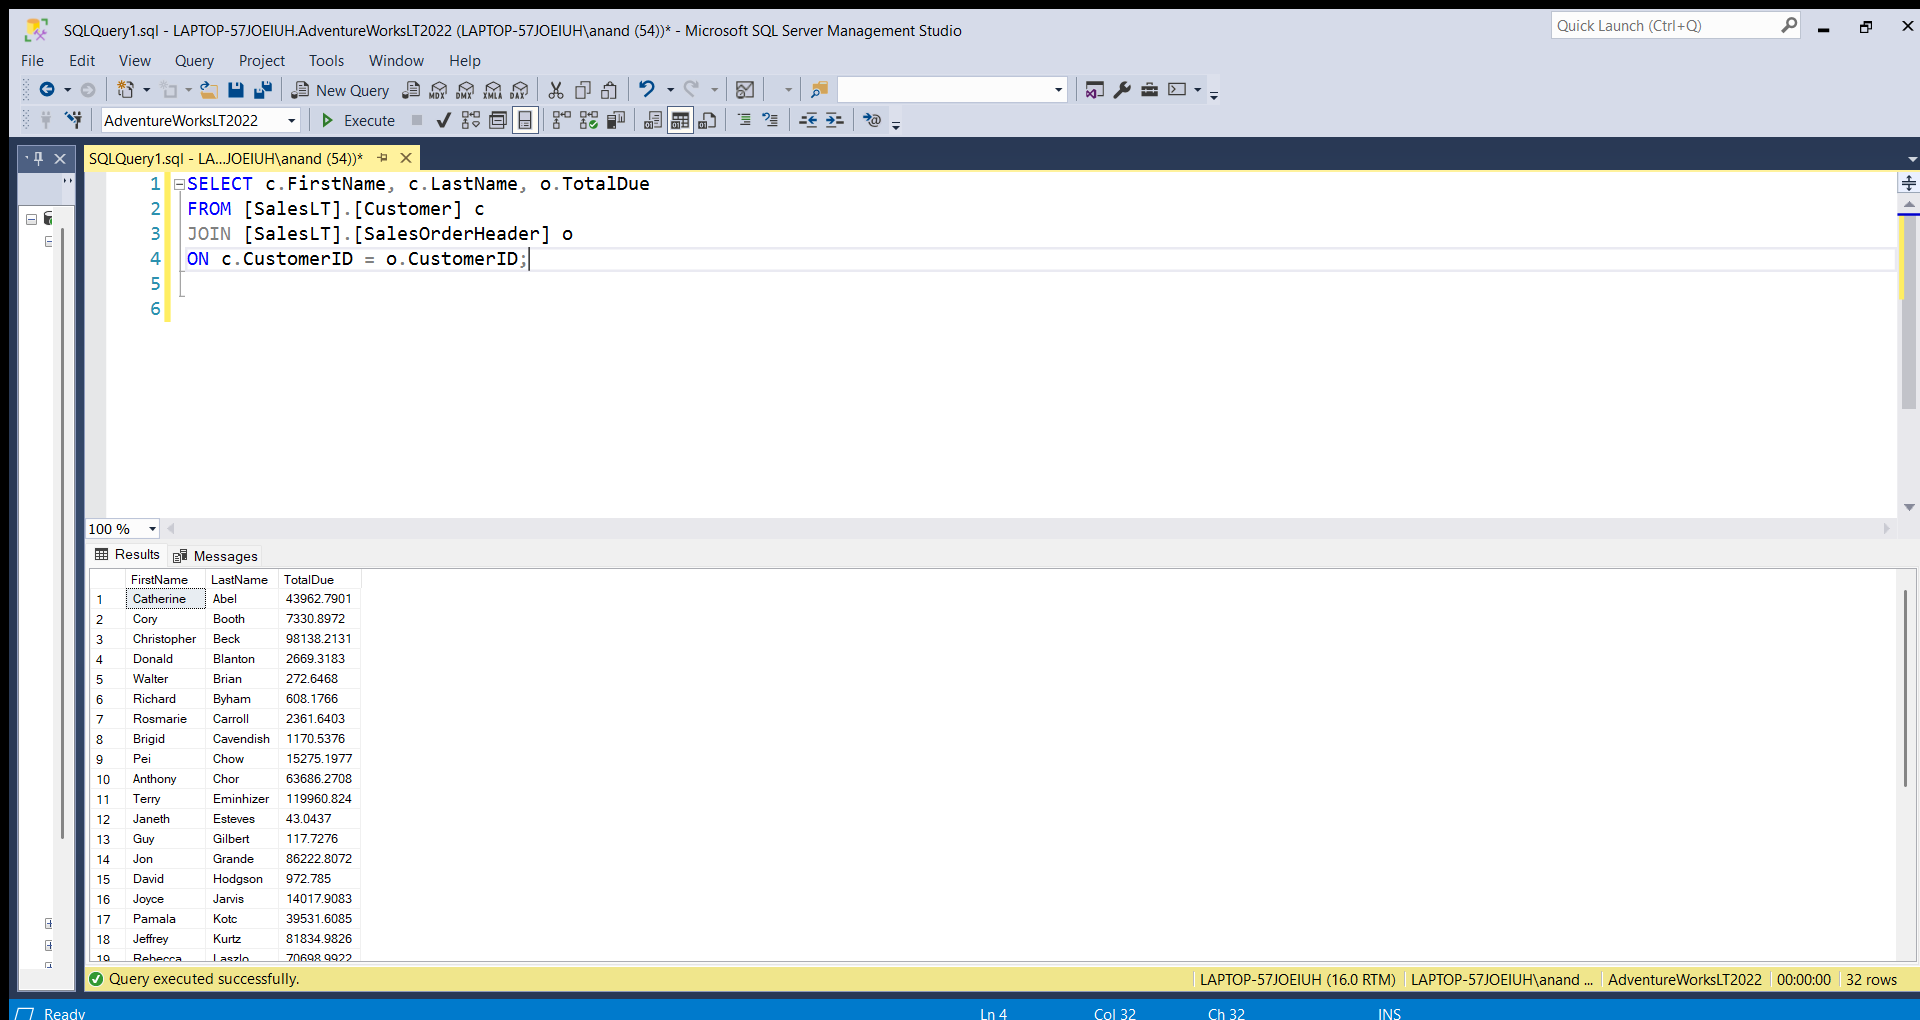 SQLQuery1.sql - LAPTOP-57JOEIUH.AdventureWorksLT2022 (LAPTOP-57JOEIUH\anand (54))* - Microsoft SQL Server Management Studio
Quick Launch (Ctrl+Q)
File Edit View Query Project Tools Window Help
New Query MDX DMX XMLA DAX
AdventureWorksLT2022 Execute
SQLQuery1.sql - LA...JOEIUH\anand (54))*
1 SELECT c.FirstName, c.LastName, o.TotalDue
2 FROM [SalesLT].[Customer] c
3 JOIN [SalesLT].[SalesOrderHeader] o
4 ON c.CustomerID = o.CustomerID;
5
6
100 %
Results Messages
FirstName LastName TotalDue
1 Catherine Abel 43962.7901
2 Cory Booth 7330.8972
3 Christopher Beck 98138.2131
4 Donald Blanton 2669.3183
5 Walter Brian 272.6468
6 Richard Byham 608.1766
7 Rosmarie Carroll 2361.6403
8 Brigid Cavendish 1170.5376
9 Pei Chow 15275.1977
10 Anthony Chor 63686.2708
11 Terry Eminhizer 119960.824
12 Janeth Esteves 43.0437
13 Guy Gilbert 117.7276
14 Jon Grande 86222.8072
15 David Hodgson 972.785
16 Joyce Jarvis 14017.9083
17 Pamala Kotc 39531.6085
18 Jeffrey Kurtz 81834.9826
19 Rebecca Laszlo 70698.9922
Query executed successfully.
LAPTOP-57JOEIUH (16.0 RTM) LAPTOP-57JOEIUH\anand ... AdventureWorksLT2022 00:00:00 32 rows
Ready Ln 4 Col 32 Ch 32 INS